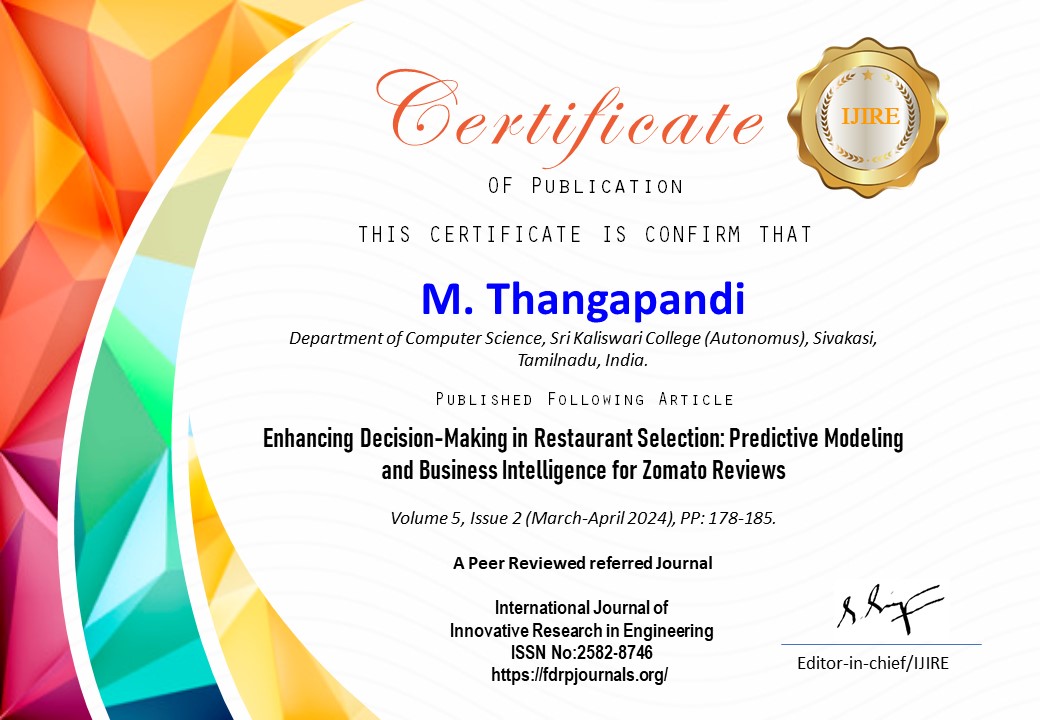 Certificate
IJIRE
OF PUBLICATION
THIS CERTIFICATE IS CONFIRM THAT
M. Thangapandi
Department of Computer Science, Sri Kaliswari College (Autonomus), Sivakasi,
Tamilnadu, India.
PUBLISHED FOLLOWING ARTICLE
Enhancing Decision-Making in Restaurant Selection: Predictive Modeling
and Business Intelligence for Zomato Reviews
Volume 5, Issue 2 (March-April 2024), PP: 178-185.
A Peer Reviewed referred Journal
International Journal of
Innovative Research in Engineering
ISSN No:2582-8746
https://fdrpjournals.org/
Editor-in-chief/IJIRE